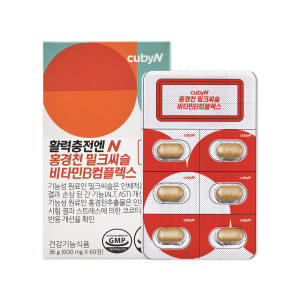 cubyN
활력충전엔 N
홍경천 밀크씨슬
비타민B컴플렉스
기능성 원료인 밀크씨슬은 인체적
결과 손상 된 간 기능(ALT, AST) 개선
기능성 원료인 홍경천추출물은 인
시험 결과 스트레스에 의한 코르티
반응 개선을 확인
건강기능식품
36 g (600 mg X 60정)
GMP
cubyN
홍경천 밀크씨슬
비타민B컴플렉스